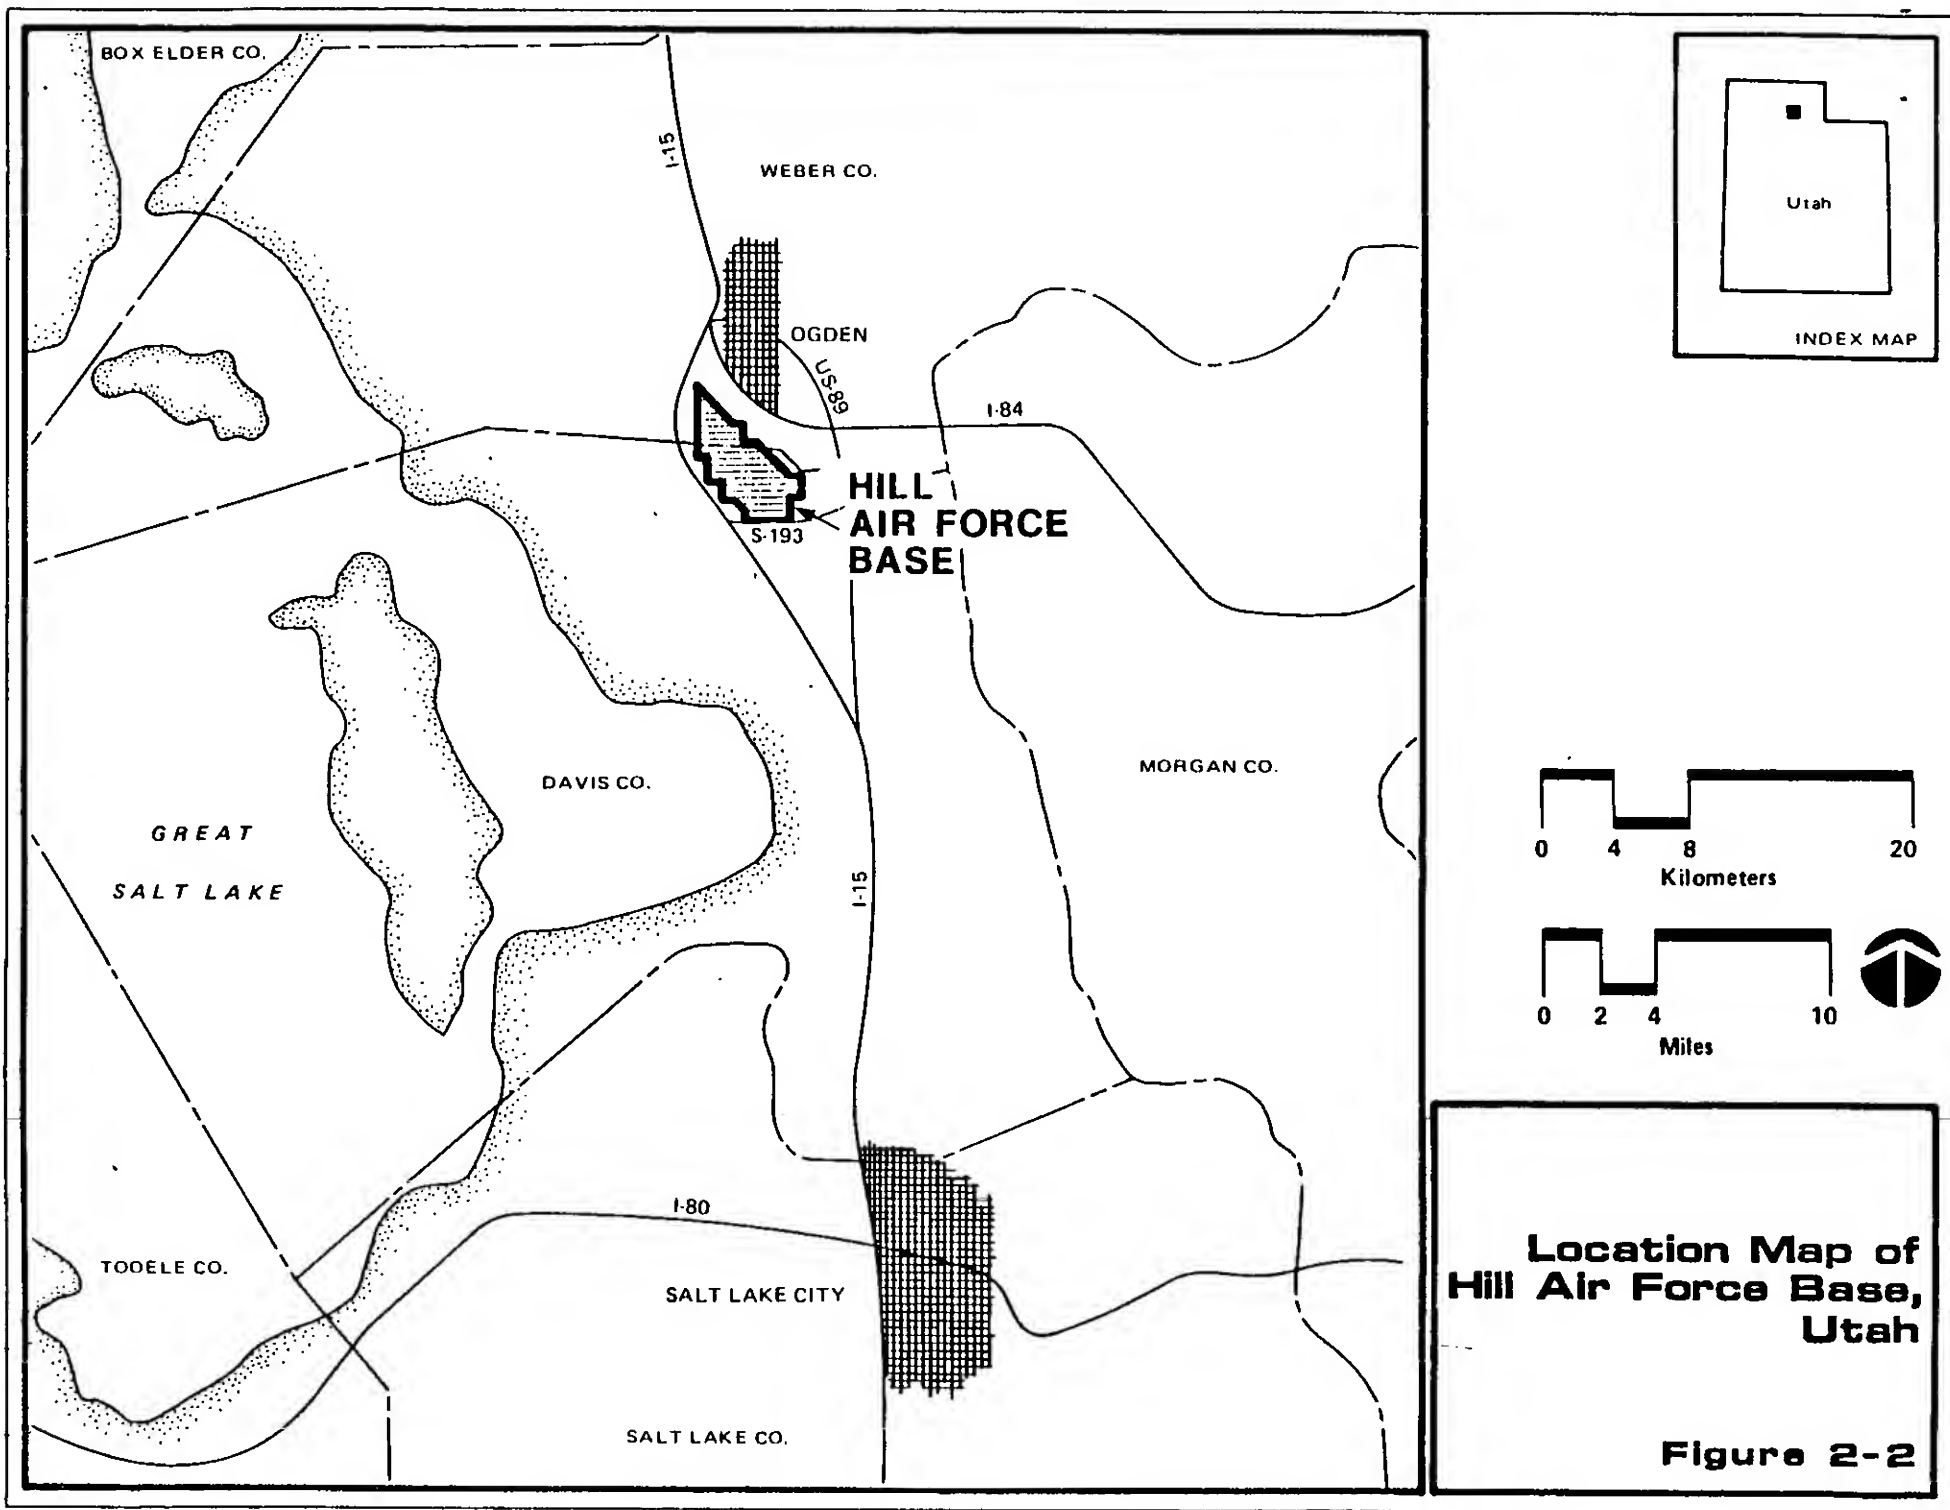 BOX ELDER CO.
I-15
WEBER CO.
OGDEN
US-89
I-84
HILL
AIR FORCE
BASE
S-193
DAVIS CO.
MORGAN CO.
GREAT
SALT LAKE
I-15
I-80
TOOELE CO.
SALT LAKE CITY
SALT LAKE CO.
Utah
INDEX MAP
0 4 8 20
Kilometers
0 2 4 10
Miles
Location Map of
Hill Air Force Base,
Utah
Figure 2-2